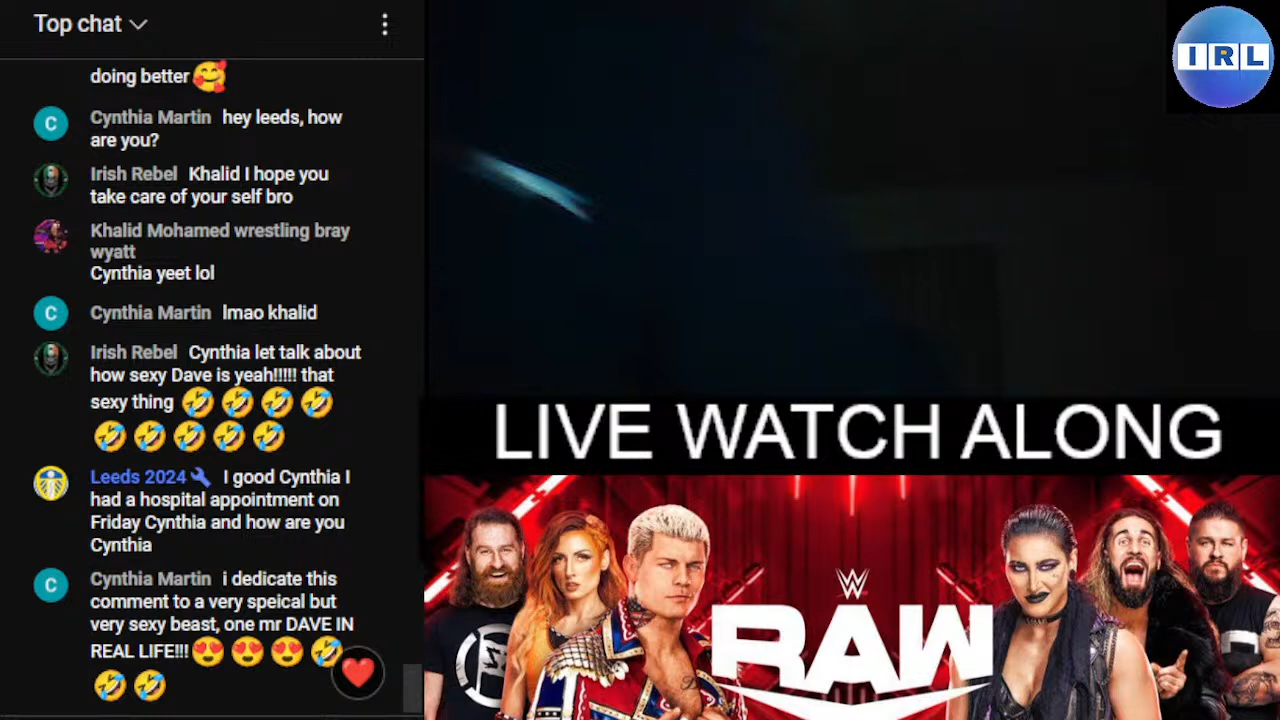 Top chat
doing better
Cynthia Martin hey leeds, how
are you?
Irish Rebel Khalid I hope you
take care of your self bro
Khalid Mohamed wrestling bray
wyatt
Cynthia yeet lol
Cynthia Martin lmao khalid
Irish Rebel Cynthia let talk about
how sexy Dave is yeah!!!!! that
sexy thing
Leeds 2024 I good Cynthia I
had a hospital appointment on
Friday Cynthia and how are you
Cynthia
Cynthia Martin i dedicate this
comment to a very speical but
very sexy beast, one mr DAVE IN
REAL LIFE!!!
C
C
C
IRL
LIVE WATCH ALONG
W
RAW